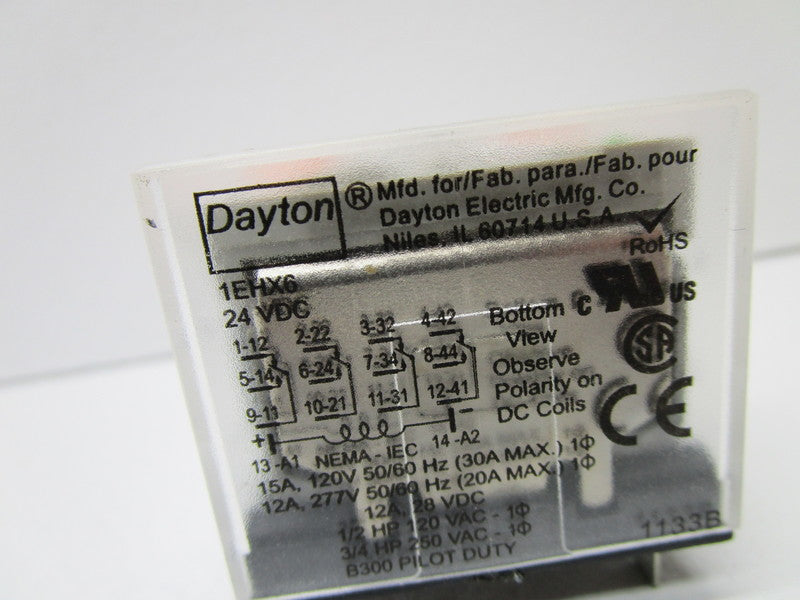 Dayton ® Mfd. for/Fab. para./Fab. pour
Dayton Electric Mfg. Co.
Niles, IL 60714 U.S.A.
RoHS
1EHX6
24 VDC
C UR US
1-12 2-22 3-32 4-42
5-14 6-24 7-34 8-44
9-11 10-21 11-31 12-41
Bottom
View
Observe
Polarity on
DC Coils
SA
CE
+ -
13 -A1 NEMA - IEC 14 -A2
15A, 120V 50/60 Hz (30A MAX.) 1Φ
12A, 277V 50/60 Hz (20A MAX.) 1Φ
12A, 28 VDC
1/2 HP 120 VAC - 1Φ
3/4 HP 250 VAC - 1Φ
B300 PILOT DUTY
1133B